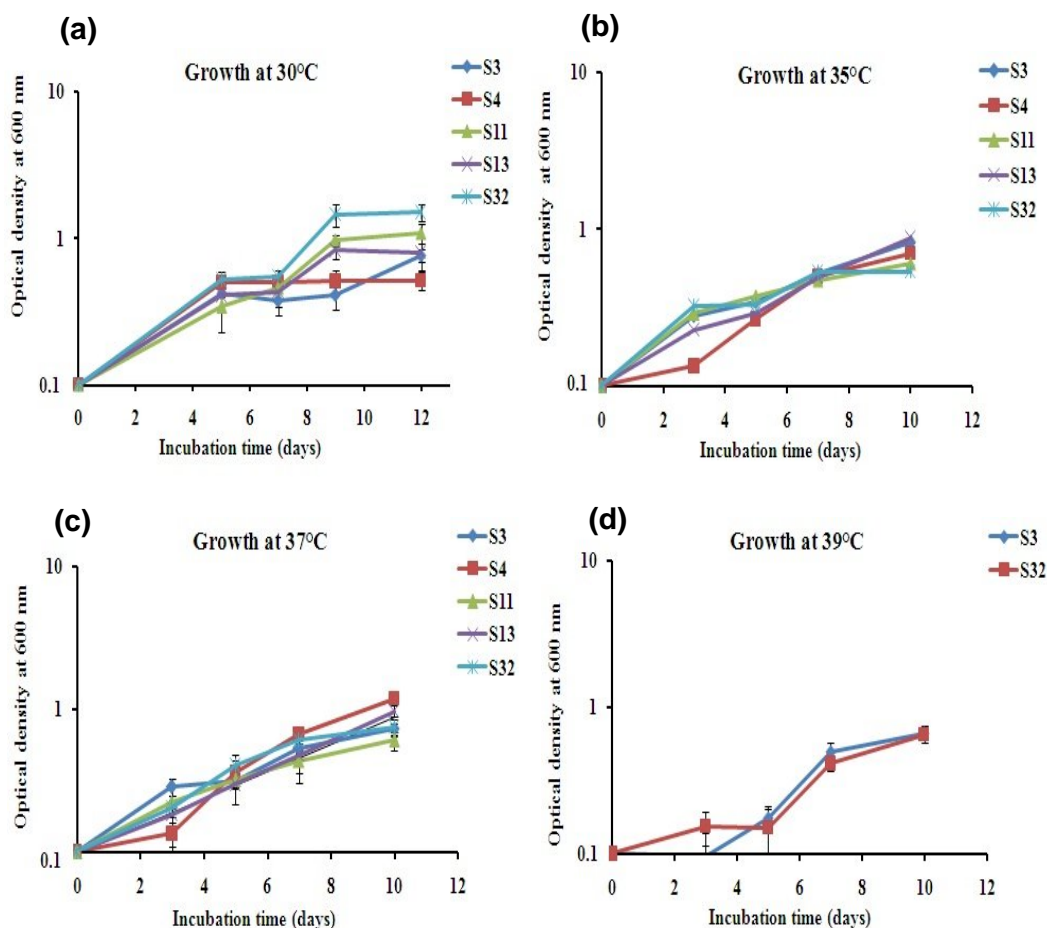 (a)
Growth at 30°C
Optical density at 600 nm
10
1
0.1
0 2 4 6 8 10 12
Incubation time (days)
S3
S4
S11
S13
S32
(b)
Growth at 35°C
Optical density at 600 nm
10
1
0.1
0 2 4 6 8 10 12
Incubation time (days)
S3
S4
S11
S13
S32
(c)
Growth at 37°C
Optical density at 600 nm
10
1
0.1
0 2 4 6 8 10 12
Incubation time (days)
S3
S4
S11
S13
S32
(d)
Growth at 39°C
Optical density at 600 nm
10
1
0.1
0 2 4 6 8 10 12
Incubation time (days)
S3
S32